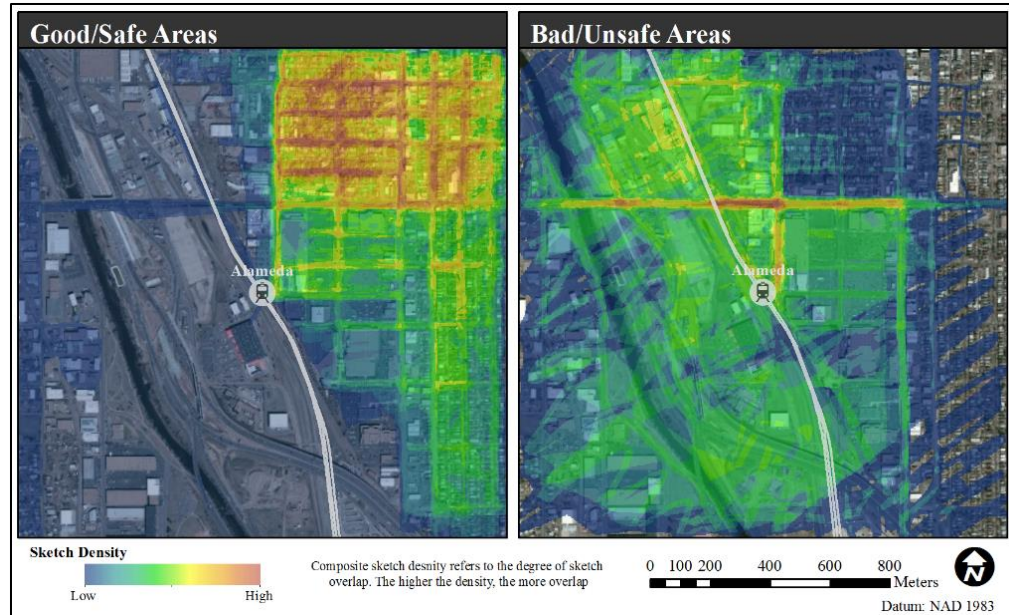 Good/Safe Areas
Bad/Unsafe Areas
Alameda
Alameda
Sketch Density
Low
High
Composite sketch desnity refers to the degree of sketch
overlap. The higher the density, the more overlap
0 100 200 400 600 800
Meters
N
Datum: NAD 1983